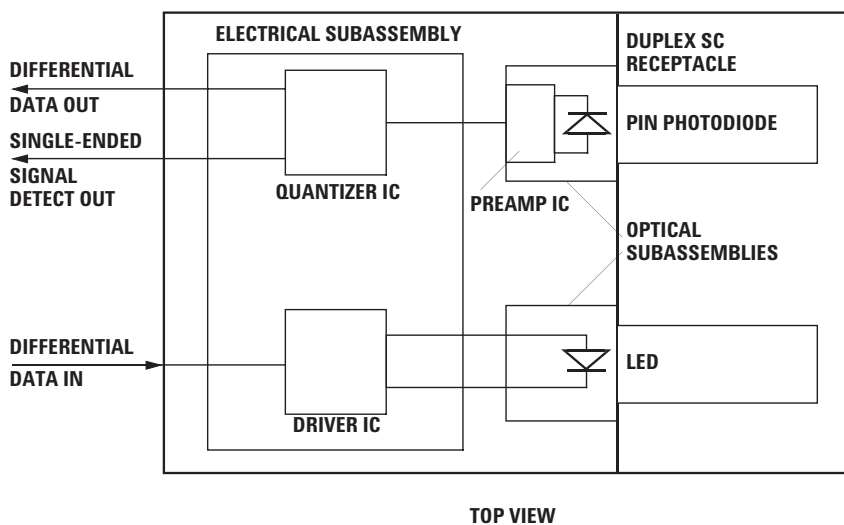 ELECTRICAL SUBASSEMBLY
DUPLEX SC
RECEPTACLE
DIFFERENTIAL
DATA OUT
SINGLE-ENDED
SIGNAL
DETECT OUT
QUANTIZER IC
PREAMP IC
PIN PHOTODIODE
OPTICAL
SUBASSEMBLIES
DIFFERENTIAL
DATA IN
DRIVER IC
LED
TOP VIEW